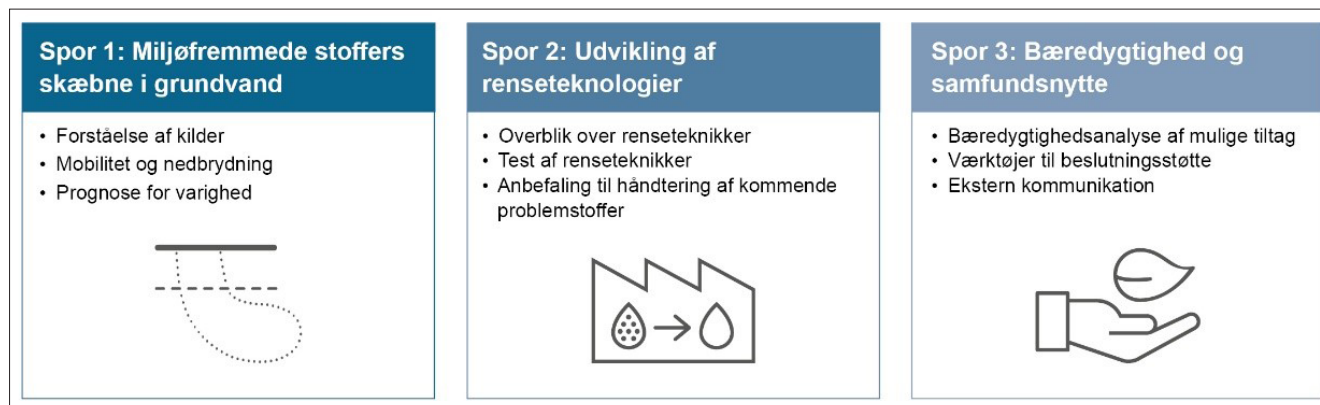 Spor 1: Miljøfremmede stoffers
skæbne i grundvand
• Forståelse af kilder
• Mobilitet og nedbrydning
• Prognose for varighed
Spor 2: Udvikling af
renseteknologier
• Overblik over renseteknikker
• Test af renseteknikker
• Anbefaling til håndtering af kommende
problemstoffer
Spor 3: Bæredygtighed og
samfundsnytte
• Bæredygtighedsanalyse af mulige tiltag
• Værktøjer til beslutningsstøtte
• Ekstern kommunikation